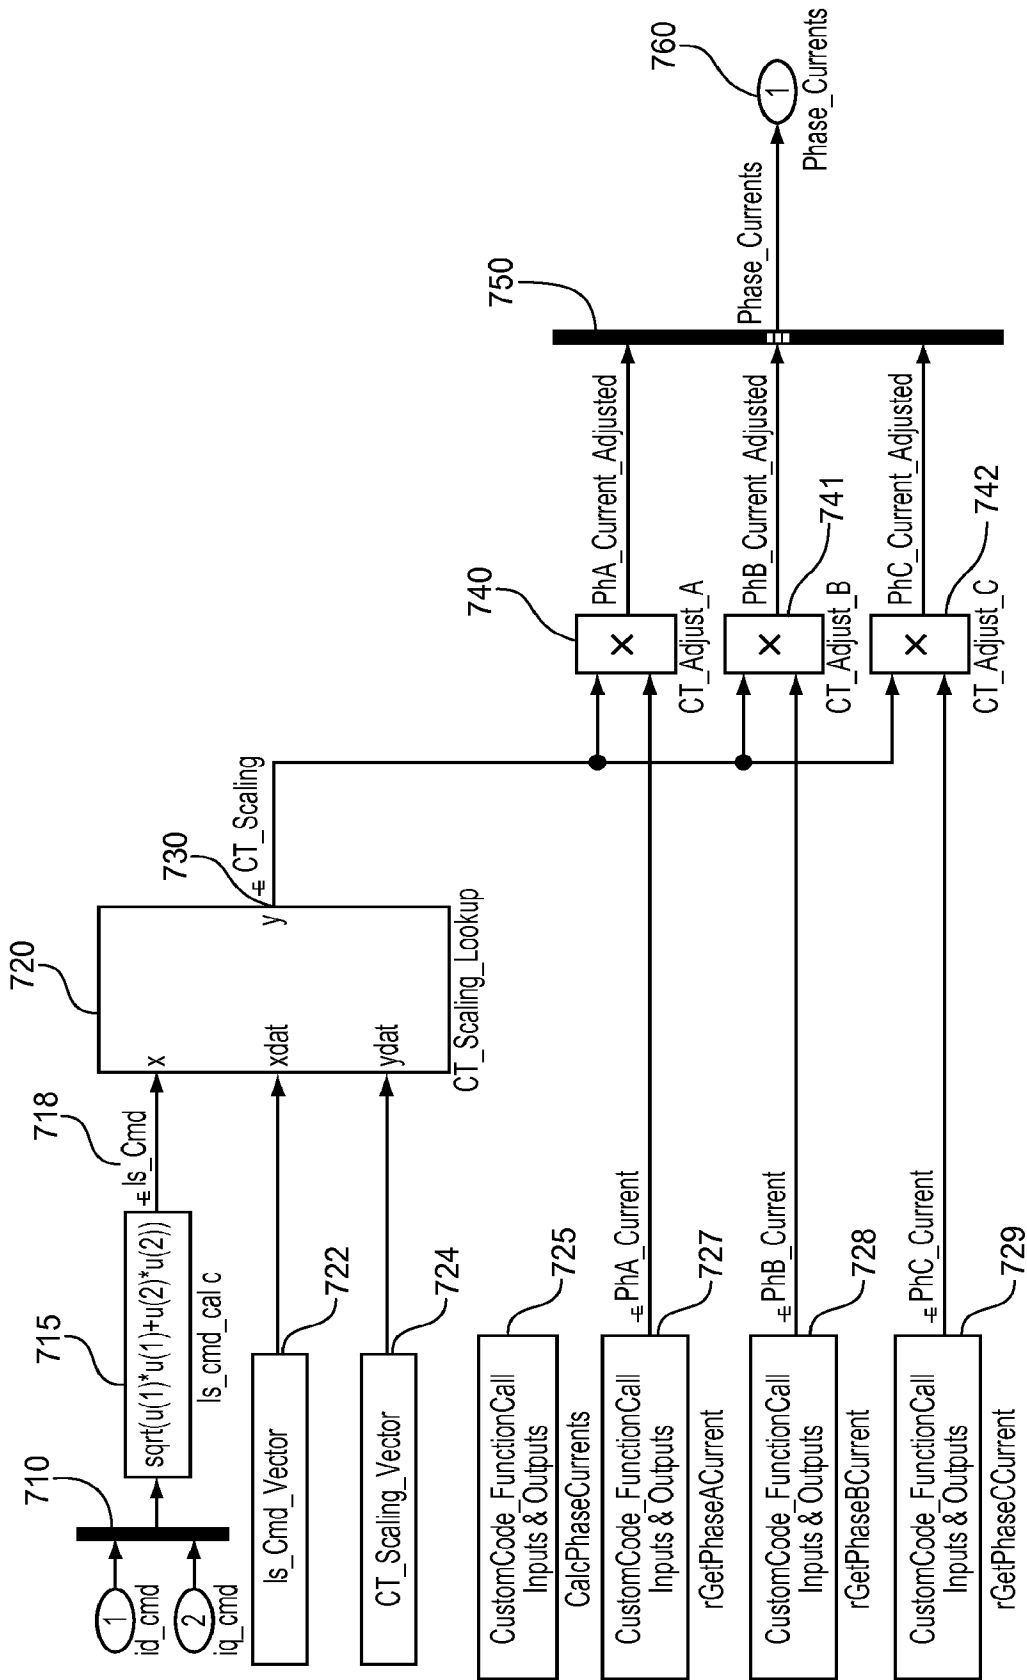 710
1
id_cmd
2
iq_cmd
715
sqrt(u(1)*u(1)+u(2)*u(2))
Is_cmd_cal c
718
Is_Cmd
Is_Cmd_Vector
722
CT_Scaling_Vector
724
720
x
xdat
ydat
y
CT_Scaling_Lookup
730
CT_Scaling
CustomCode_FunctionCall
Inputs & Outputs
CalcPhaseCurrents
725
CustomCode_FunctionCall
Inputs & Outputs
rGetPhaseACurrent
PhA_Current
727
CustomCode_FunctionCall
Inputs & Outputs
rGetPhaseBCurrent
PhB_Current
728
CustomCode_FunctionCall
Inputs & Outputs
rGetPhaseCCurrent
PhC_Current
729
740
×
CT_Adjust_A
PhA_Current_Adjusted
×
CT_Adjust_B
741
PhB_Current_Adjusted
×
CT_Adjust_C
742
PhC_Current_Adjusted
750
Phase_Currents
760
1
Phase_Currents